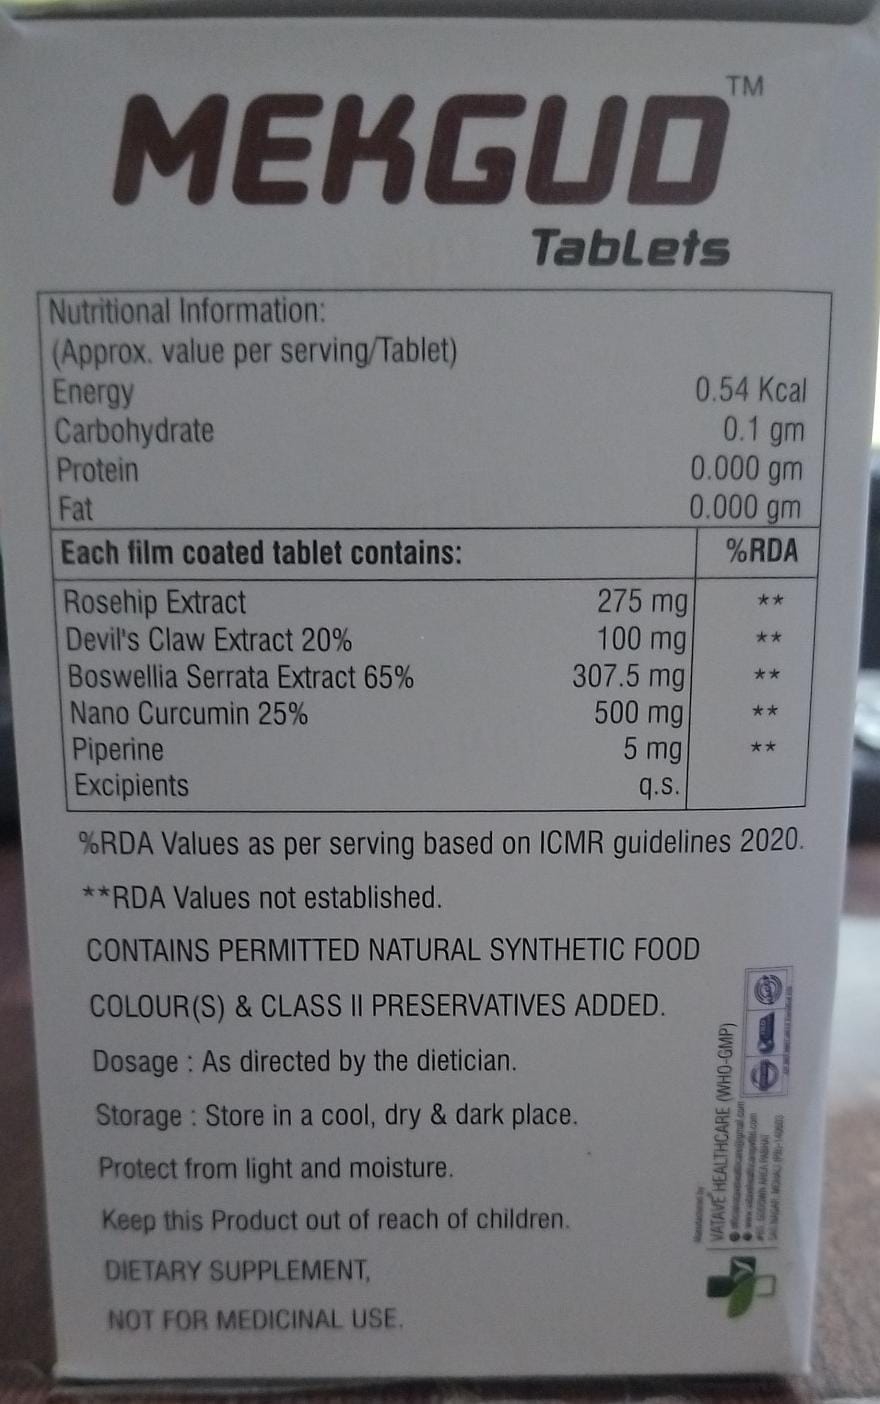 MEKGUD™
Tablets
Nutritional Information:
(Approx. value per serving/Tablet)
Energy 0.54 Kcal
Carbohydrate 0.1 gm
Protein 0.000 gm
Fat 0.000 gm
Each film coated tablet contains: %RDA
Rosehip Extract 275 mg **
Devil's Claw Extract 20% 100 mg **
Boswellia Serrata Extract 65% 307.5 mg **
Nano Curcumin 25% 500 mg **
Piperine 5 mg **
Excipients q.s.
%RDA Values as per serving based on ICMR guidelines 2020.
**RDA Values not established.
CONTAINS PERMITTED NATURAL SYNTHETIC FOOD
COLOUR(S) & CLASS II PRESERVATIVES ADDED.
Dosage : As directed by the dietician.
Storage : Store in a cool, dry & dark place.
Protect from light and moisture.
Keep this Product out of reach of children.
DIETARY SUPPLEMENT,
NOT FOR MEDICINAL USE.
VATAVE HEALTHCARE (WHO-GMP)